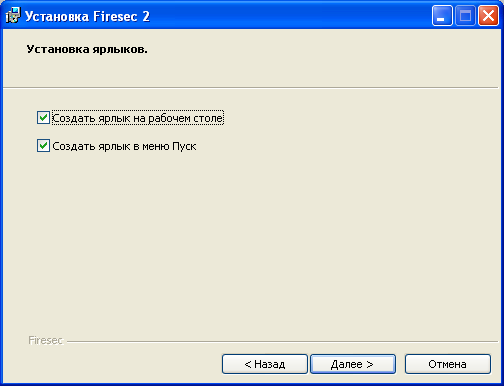 Установка Firesec 2
Установка ярлыков.
Создать ярлык на рабочем столе
Создать ярлык в меню Пуск
Firesec
< Назад
Далее >
Отмена